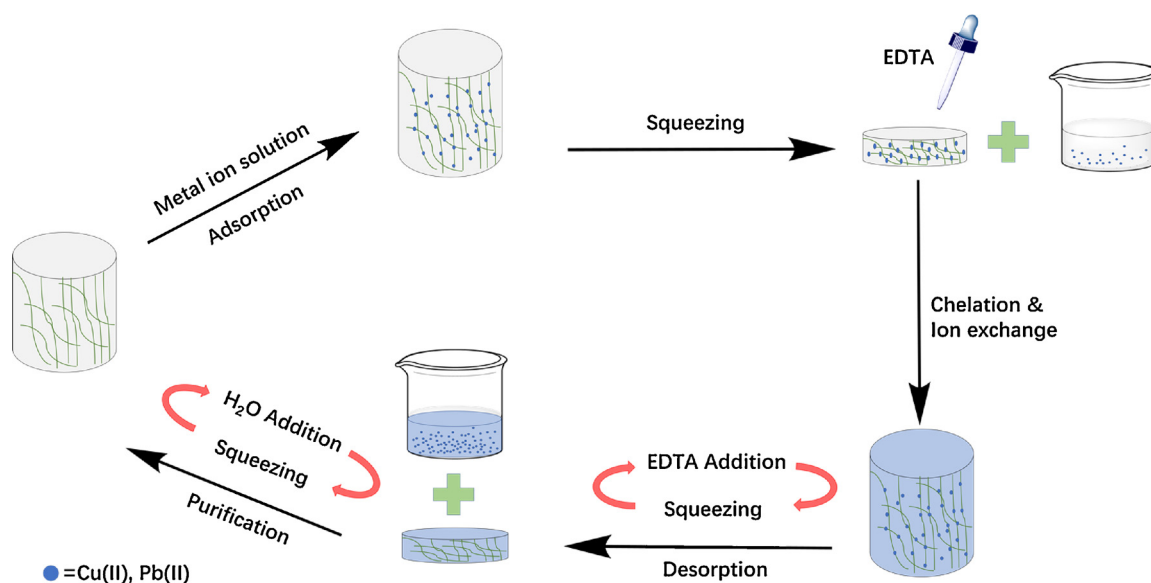 Metal ion solution
Adsorption
Squeezing
EDTA
Chelation &
Ion exchange
EDTA Addition
Squeezing
Desorption
H₂O Addition
Squeezing
Purification
=Cu(II), Pb(II)